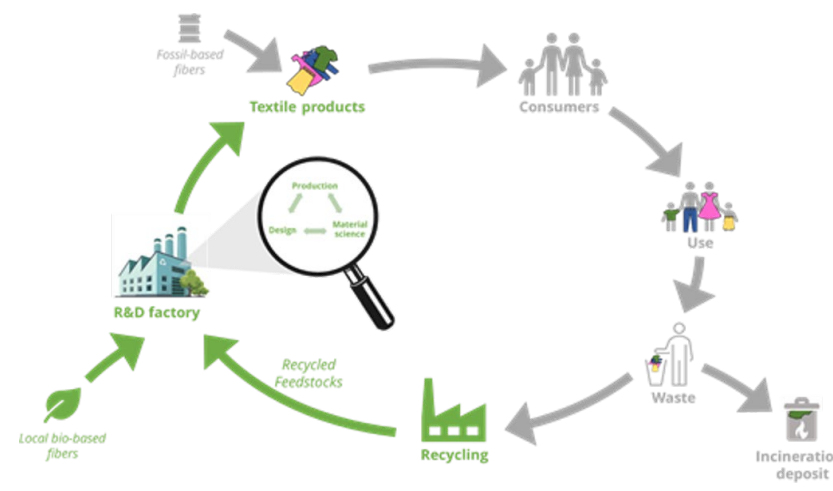 Fossil-based
fibers
Textile products
Consumers
Production
Design
Material
science
Use
R&D factory
Recycled
Feedstocks
Waste
Local bio-based
fibers
Recycling
Incineratio
deposit